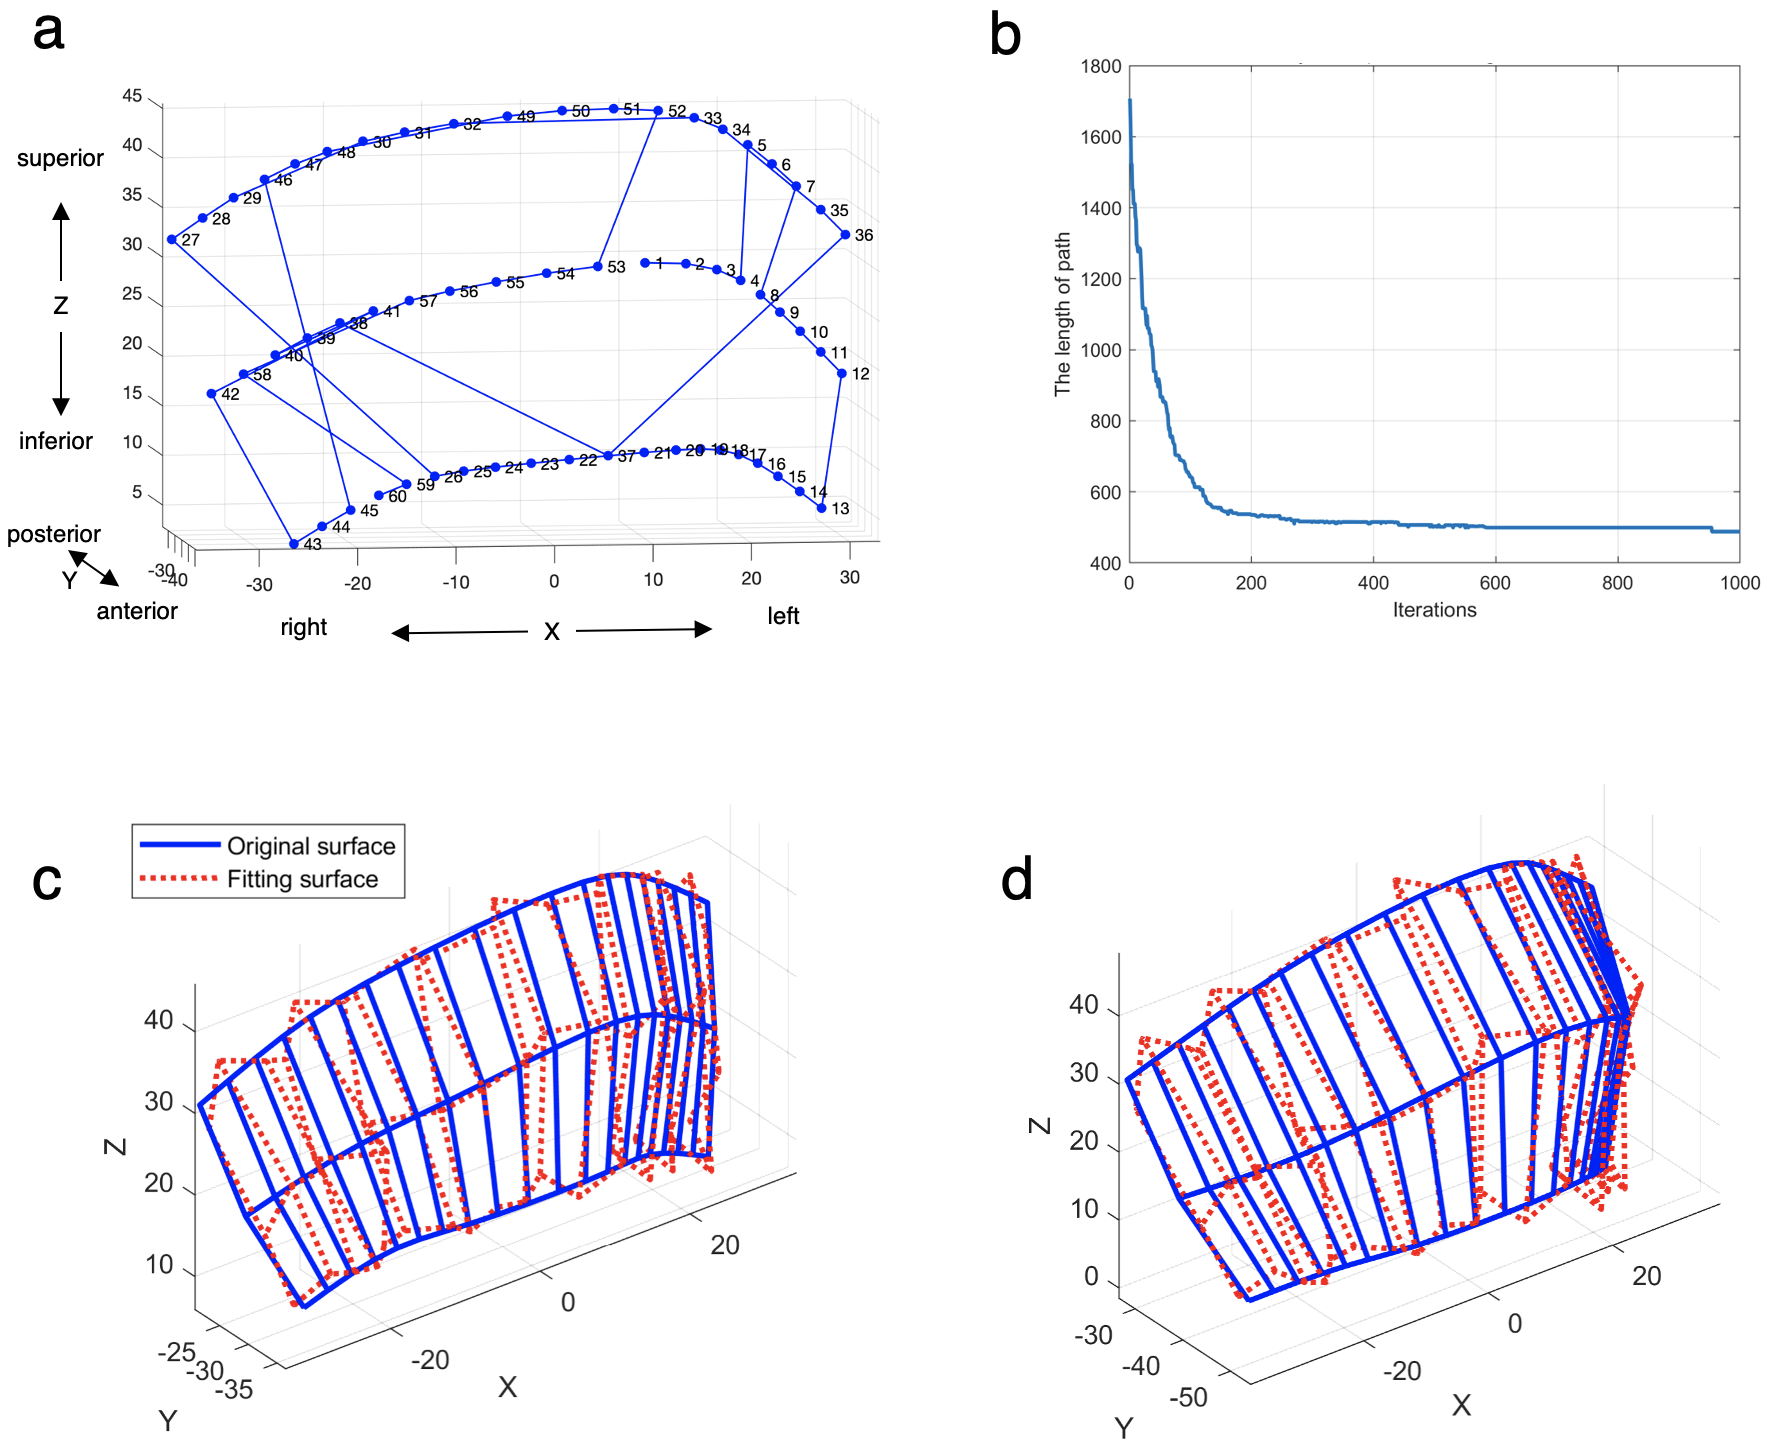 a
45
40
35
30
25
20
15
10
5
superior
Z
inferior
posterior
Y
anterior
27 28 29 46 47 48 30 31 32 49 50 51 52 33 34 5 6 7 35 36
42 58 40 39 38 41 57 56 55 54 53 1 2 3 4 8 9 10 11 12
43 44 45 60 59 26 25 24 23 22 37 21 20 19 18 17 16 15 14 13
-30 -40 -30 -20 -10 0 10 20 30
right X left
b
The length of path
1800
1600
1400
1200
1000
800
600
400
0 200 400 600 800 1000
Iterations
c
Original surface
Fitting surface
Z
40
30
20
10
-25
-30
-35
Y
-20
0
20
X
d
Z
40
30
20
10
0
-30
-40
-50
Y
-20
0
20
X